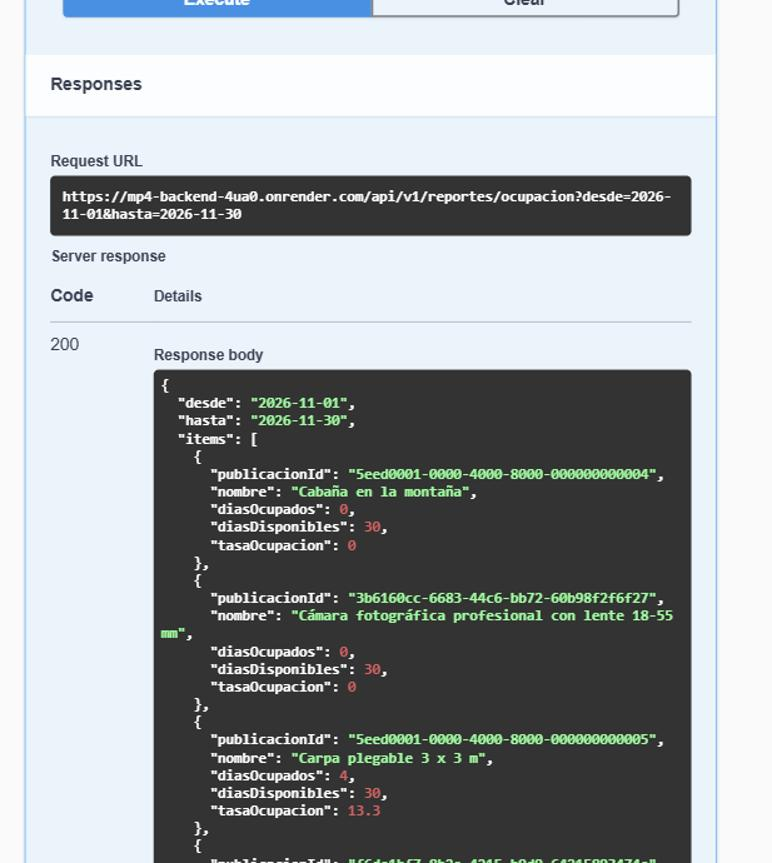 Execute
Clear
Responses
Request URL
https://mp4-backend-4ua0.onrender.com/api/v1/reportes/ocupacion?desde=2026-
11-01&hasta=2026-11-30
Server response
Code
Details
200
Response body
{
"desde": "2026-11-01",
"hasta": "2026-11-30",
"items": [
{
"publicacionId": "5eed0001-0000-4000-8000-000000000004",
"nombre": "Cabaña en la montaña",
"diasOcupados": 0,
"diasDisponibles": 30,
"tasaOcupacion": 0
},
{
"publicacionId": "3b6160cc-6683-44c6-bb72-60b98f2f6f27",
"nombre": "Cámara fotográfica profesional con lente 18-55
mm",
"diasOcupados": 0,
"diasDisponibles": 30,
"tasaOcupacion": 0
},
{
"publicacionId": "5eed0001-0000-4000-8000-000000000005",
"nombre": "Carpa plegable 3 x 3 m",
"diasOcupados": 4,
"diasDisponibles": 30,
"tasaOcupacion": 13.3
},
{